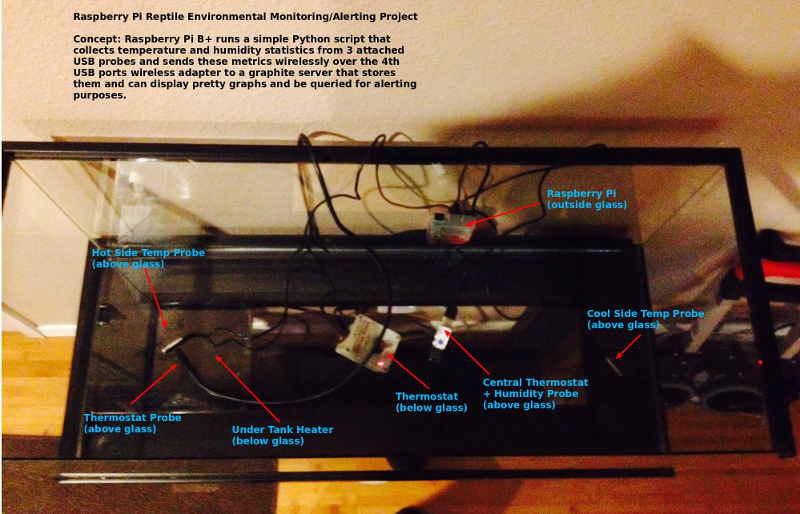 Raspberry Pi Reptile Environmental Monitoring/Alerting Project
Concept: Raspberry Pi B+ runs a simple Python script that
collects temperature and humidity statistics from 3 attached
USB probes and sends these metrics wirelessly over the 4th
USB ports wireless adapter to a graphite server that stores
them and can display pretty graphs and be queried for alerting
purposes.
Raspberry Pi
(outside glass)
Hot Side Temp Probe
(above glass)
Cool Side Temp Probe
(above glass)
Central Thermostat
+ Humidity Probe
(above glass)
Thermostat
(below glass)
Thermostat Probe
(above glass)
Under Tank Heater
(below glass)